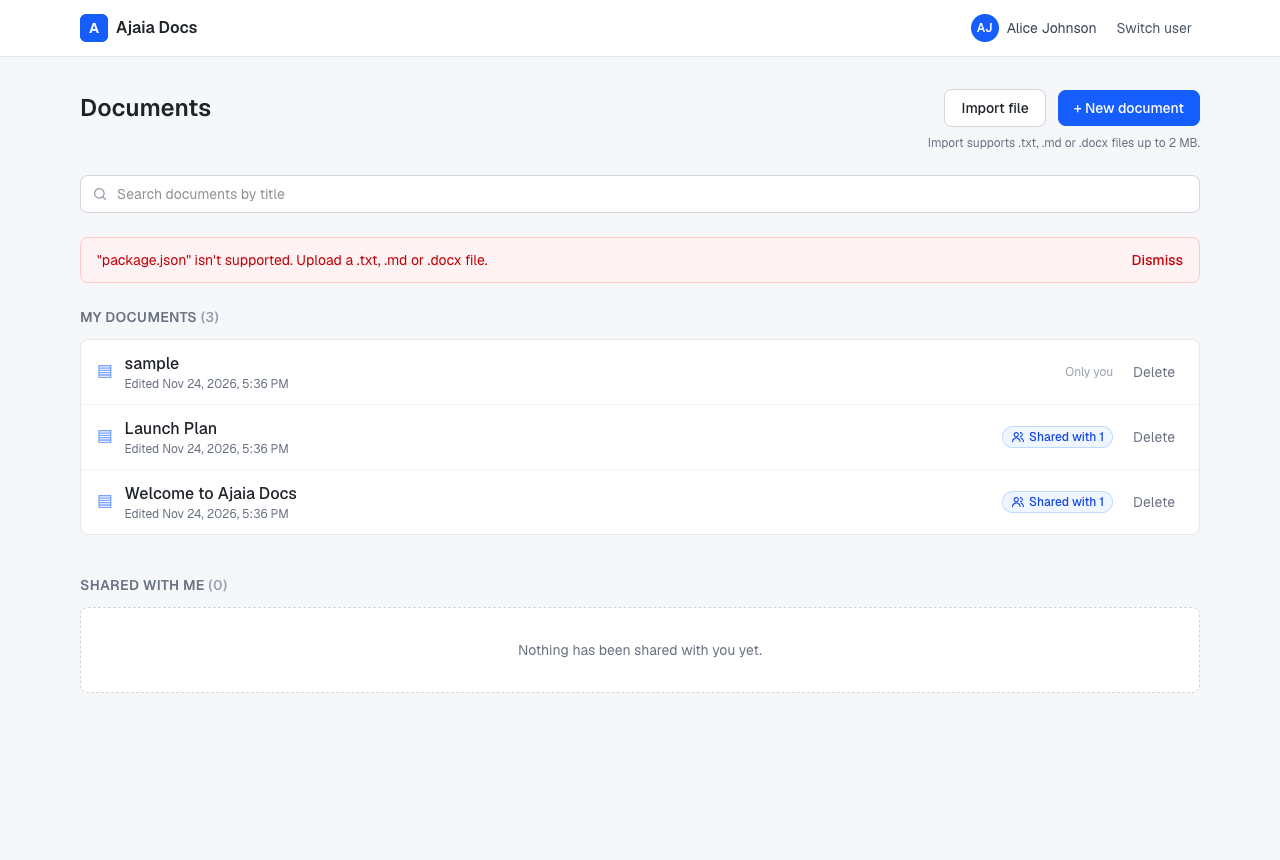 A Ajaia Docs
AJ Alice Johnson Switch user
Documents
Import file + New document
Import supports .txt, .md or .docx files up to 2 MB.
Search documents by title
"package.json" isn't supported. Upload a .txt, .md or .docx file. Dismiss
MY DOCUMENTS (3)
sample
Edited Nov 24, 2026, 5:36 PM
Only you Delete
Launch Plan
Edited Nov 24, 2026, 5:36 PM
Shared with 1 Delete
Welcome to Ajaia Docs
Edited Nov 24, 2026, 5:36 PM
Shared with 1 Delete
SHARED WITH ME (0)
Nothing has been shared with you yet.